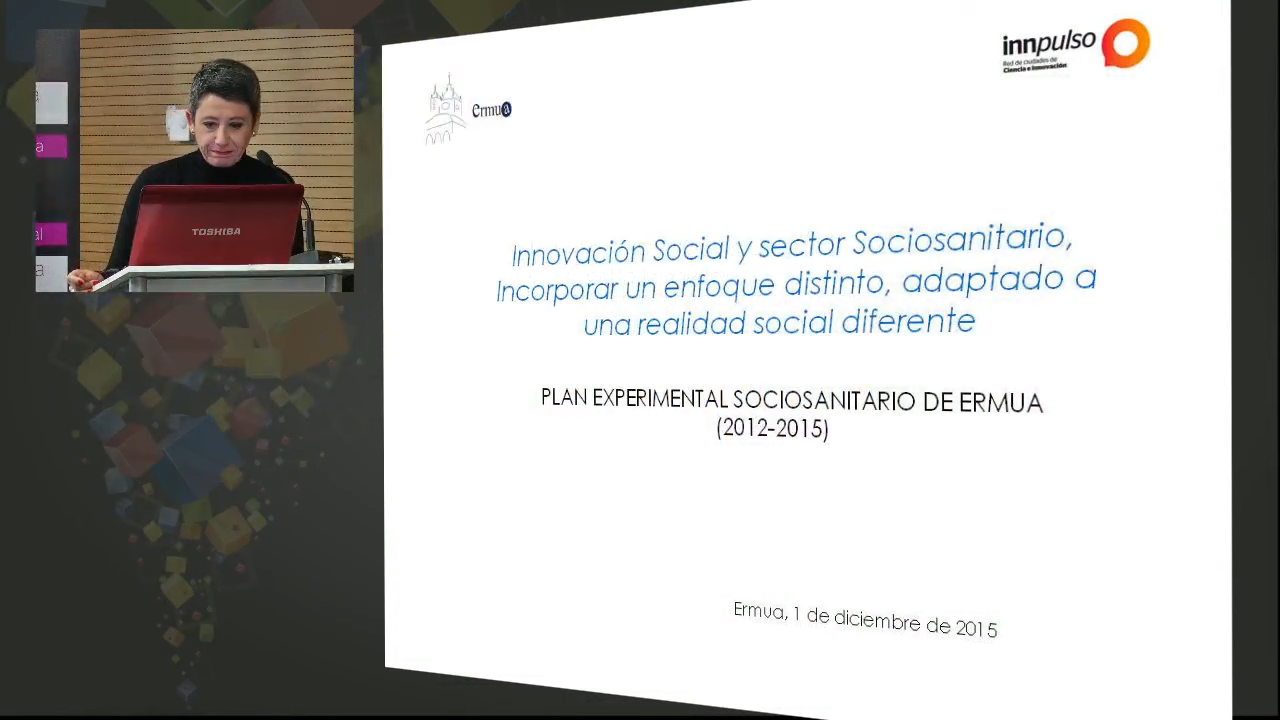 innpulso
Red de ciudades de
Ciencia e Innovación
Ermua
a
a
al
a
TOSHIBA
Innovación Social y sector Sociosanitario,
Incorporar un enfoque distinto, adaptado a
una realidad social diferente
PLAN EXPERIMENTAL SOCIOSANITARIO DE ERMUA
(2012-2015)
Ermua, 1 de diciembre de 2015